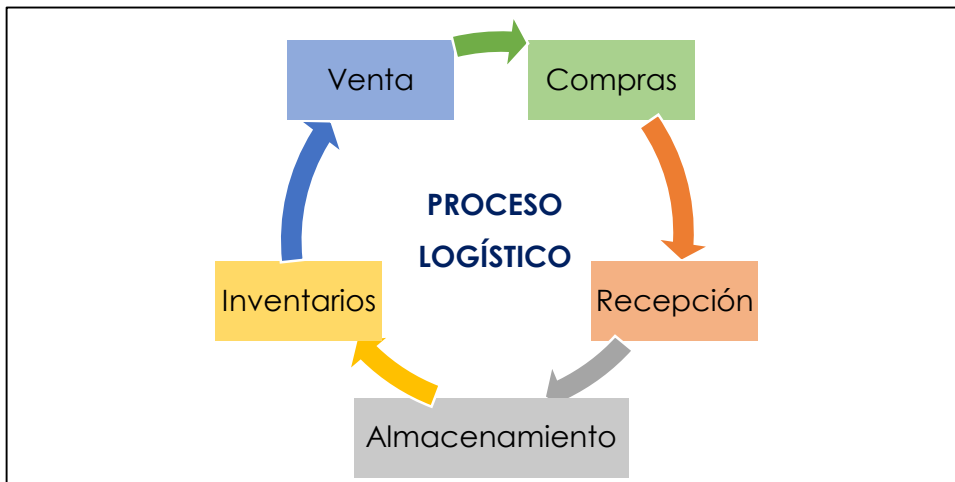 Venta
Compras
PROCESO
LOGÍSTICO
Inventarios
Recepción
Almacenamiento